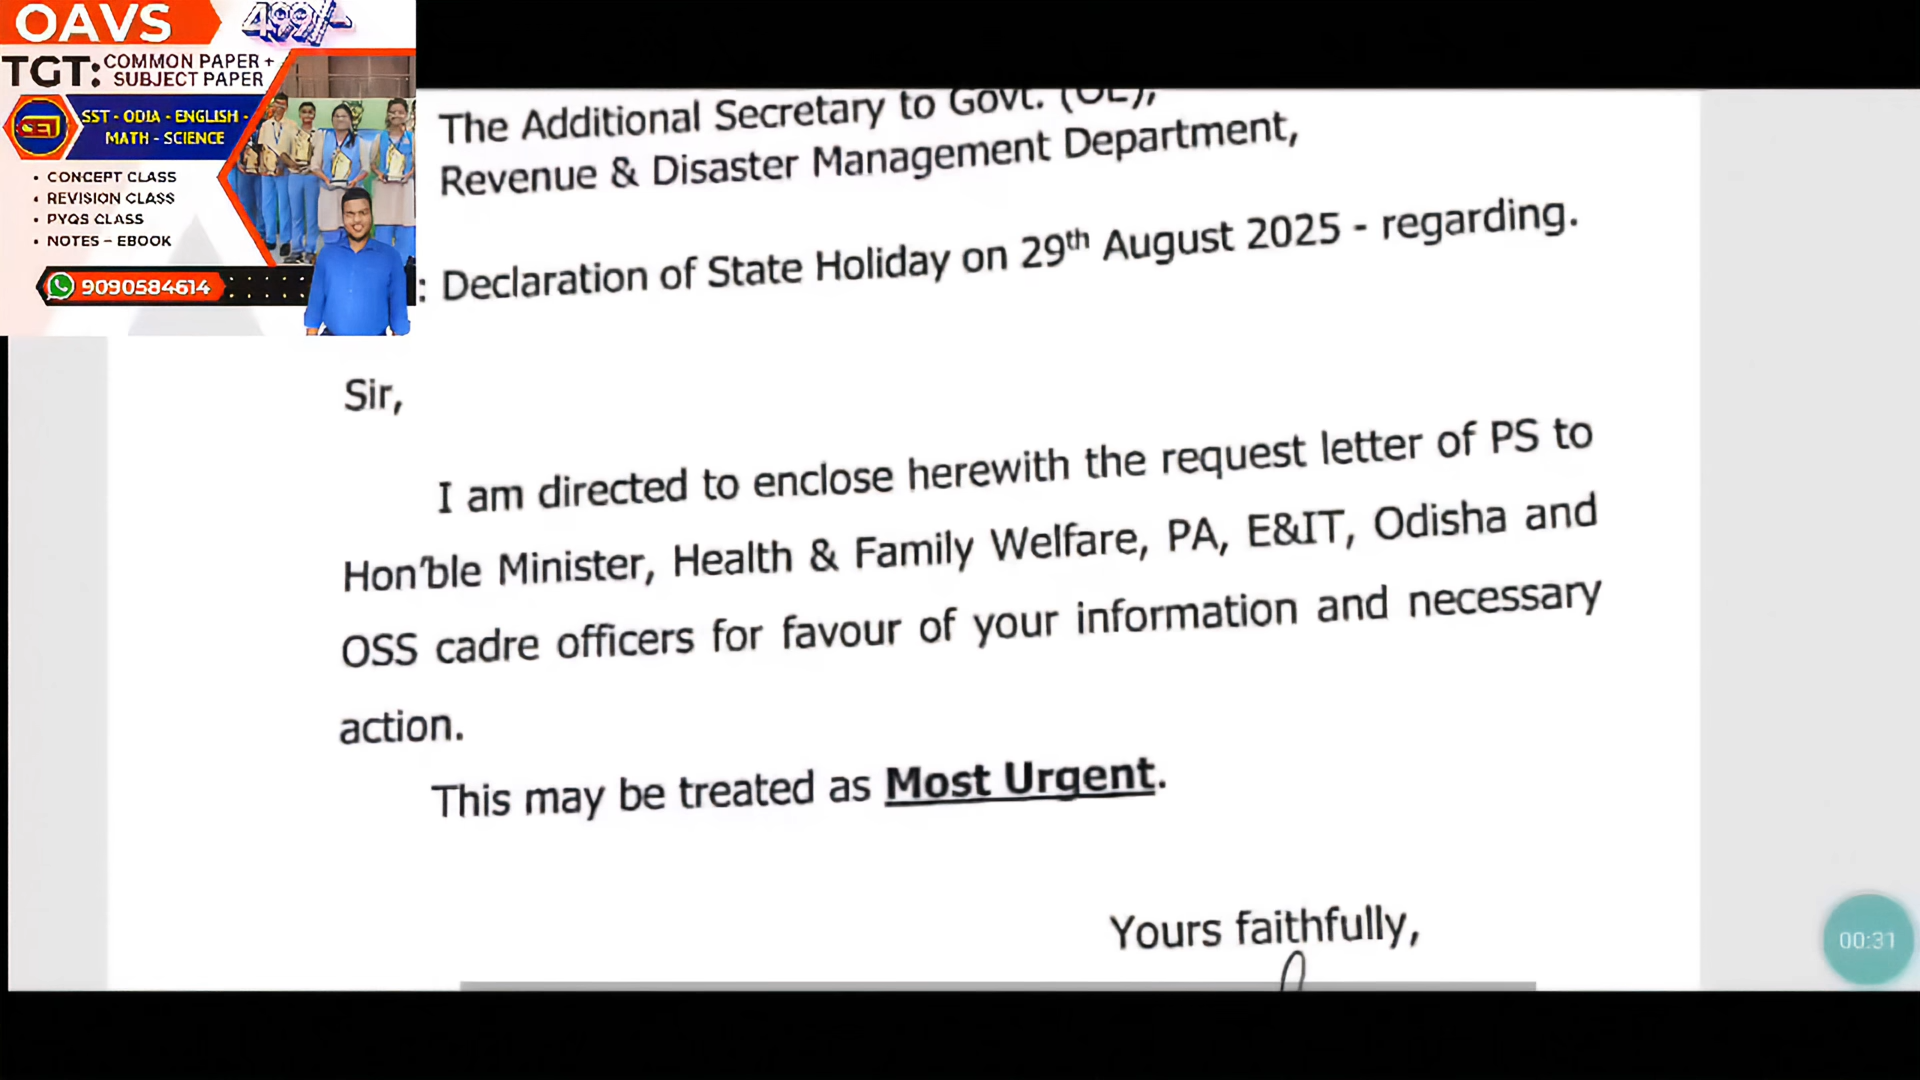 OAVS
499/-
TGT:
COMMON PAPER +
SUBJECT PAPER
SET
SST - ODIA - ENGLISH -
MATH - SCIENCE
• CONCEPT CLASS
• REVISION CLASS
• PYQS CLASS
• NOTES – EBOOK
9090584614
The Additional Secretary to Govt. (OE),
Revenue & Disaster Management Department,
: Declaration of State Holiday on 29th August 2025 - regarding.
Sir,
I am directed to enclose herewith the request letter of PS to
Hon'ble Minister, Health & Family Welfare, PA, E&IT, Odisha and
OSS cadre officers for favour of your information and necessary
action.
This may be treated as Most Urgent.
Yours faithfully,
00:31